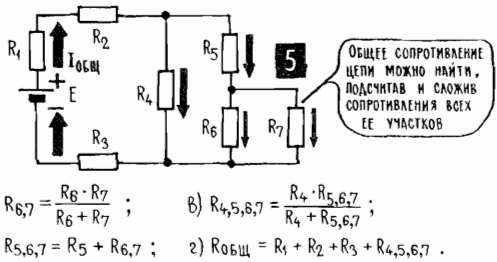 R₁
R₂
Iобщ
+
E
−
R₃
R₄
R₅
R₆
R₇
5
Общее сопротивление
цепи можно найти,
подсчитав и сложив
сопротивления всех
ее участков
R₆,₇ = R₆ · R₇ / R₆ + R₇ ;
в) R₄,₅,₆,₇ = R₄ · R₅,₆,₇ / R₄ + R₅,₆,₇ ;
R₅,₆,₇ = R₅ + R₆,₇ ;
г) Rобщ = R₁ + R₂ + R₃ + R₄,₅,₆,₇ .